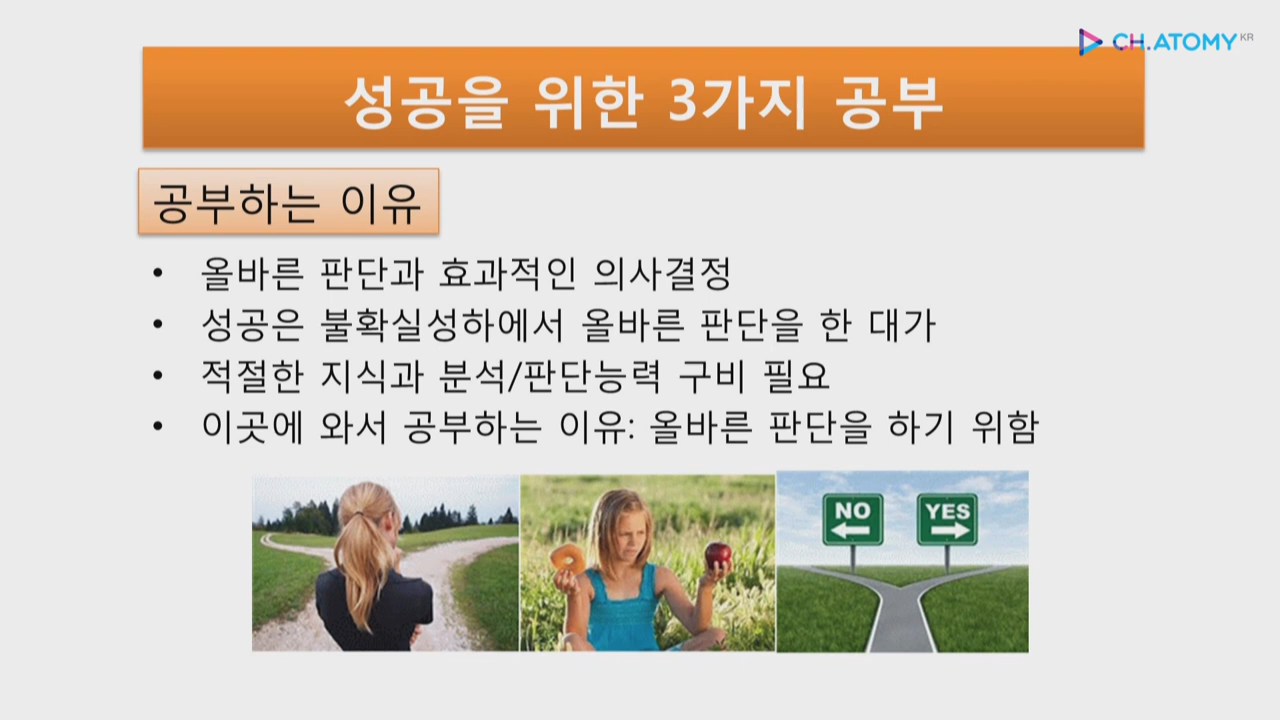 CH.ATOMY KR
성공을 위한 3가지 공부
공부하는 이유
• 올바른 판단과 효과적인 의사결정
• 성공은 불확실성하에서 올바른 판단을 한 대가
• 적절한 지식과 분석/판단능력 구비 필요
• 이곳에 와서 공부하는 이유: 올바른 판단을 하기 위함
NO
YES